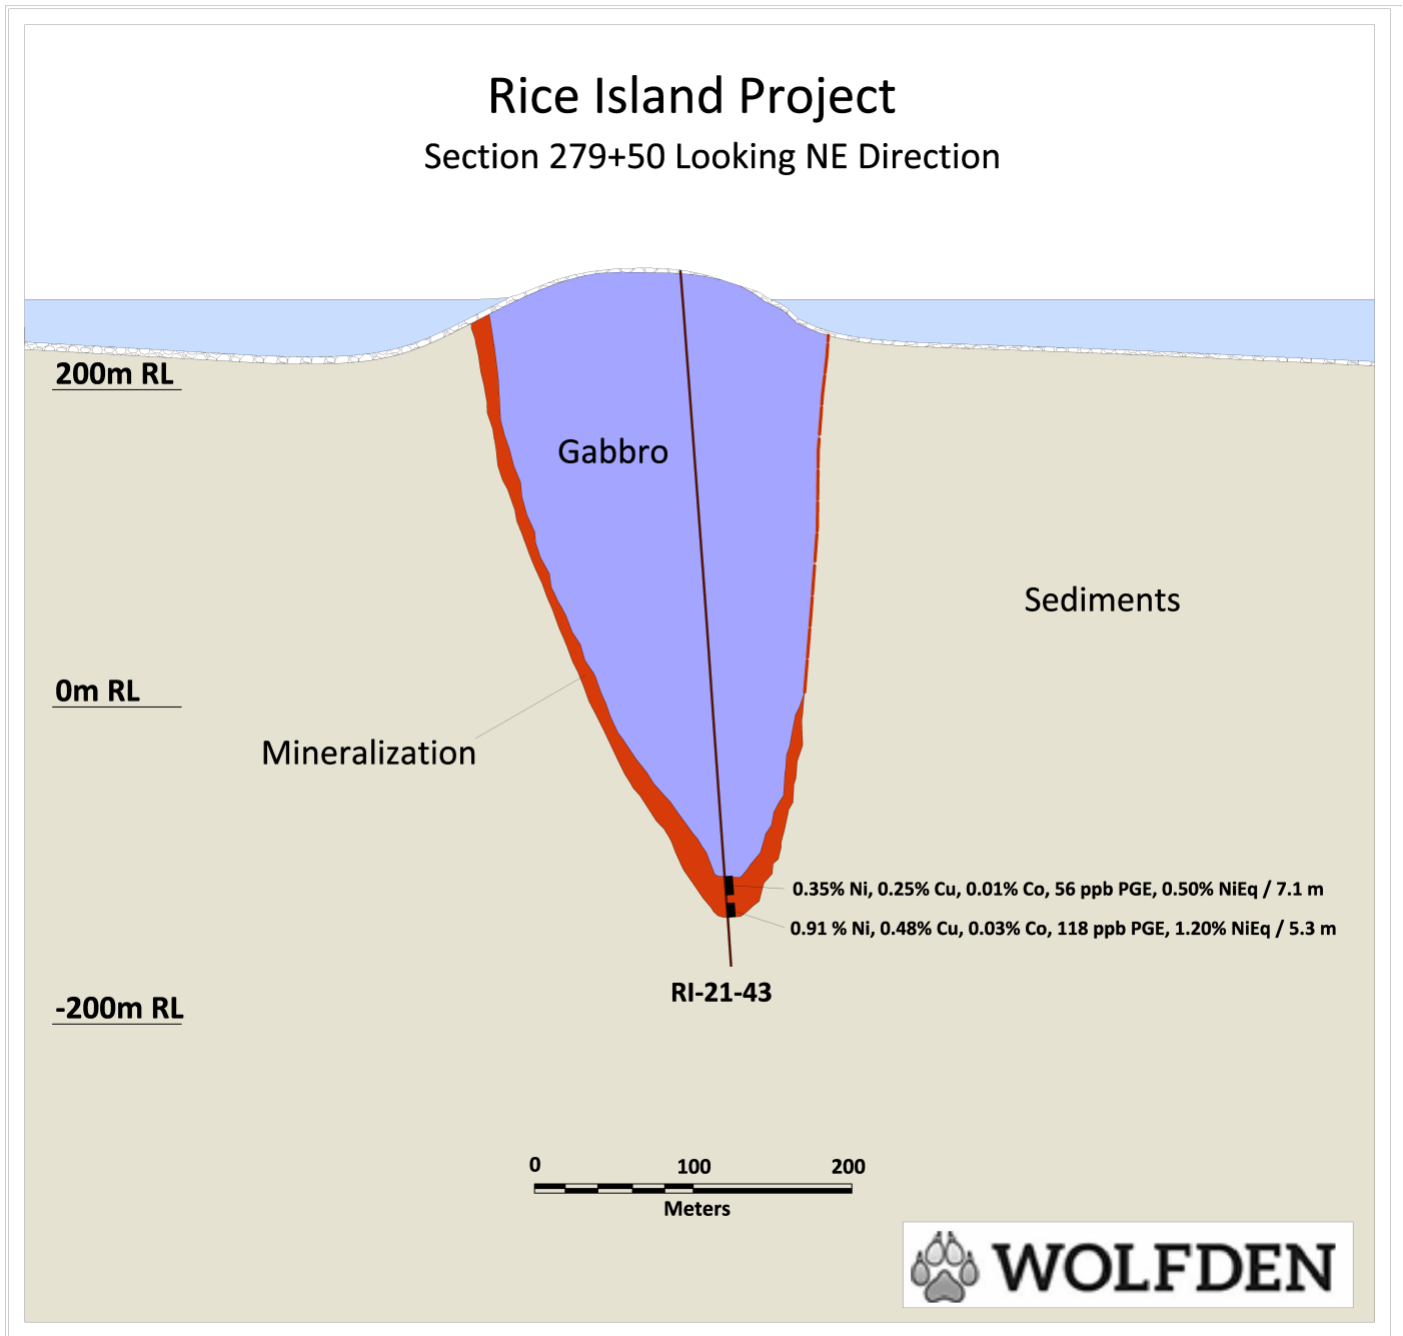 Rice Island Project
Section 279+50 Looking NE Direction
200m RL
Gabbro
Sediments
0m RL
Mineralization
0.35% Ni, 0.25% Cu, 0.01% Co, 56 ppb PGE, 0.50% NiEq / 7.1 m
0.91 % Ni, 0.48% Cu, 0.03% Co, 118 ppb PGE, 1.20% NiEq / 5.3 m
RI-21-43
-200m RL
0 100 200
Meters
WOLFDEN